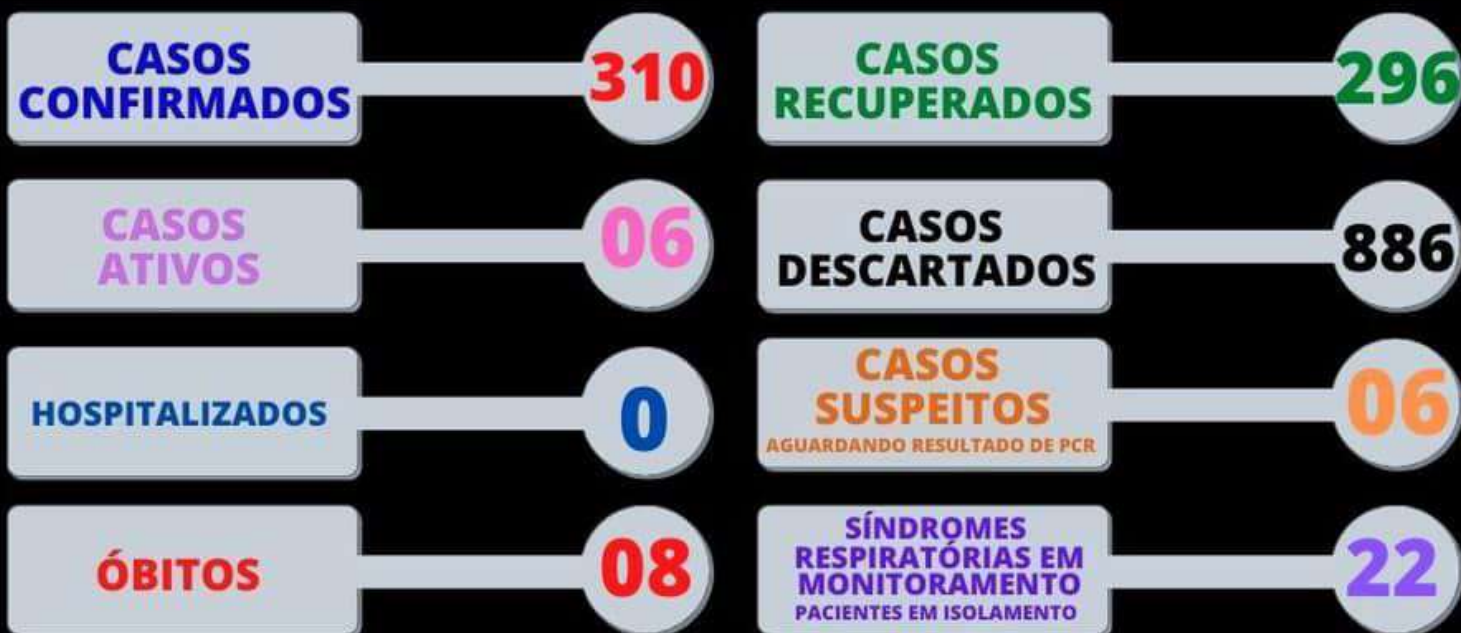 CASOS
CONFIRMADOS
310
CASOS
RECUPERADOS
296
CASOS
ATIVOS
06
CASOS
DESCARTADOS
886
HOSPITALIZADOS
0
CASOS
SUSPEITOS
AGUARDANDO RESULTADO DE PCR
06
ÓBITOS
08
SÍNDROMES
RESPIRATÓRIAS EM
MONITORAMENTO
PACIENTES EM ISOLAMENTO
22